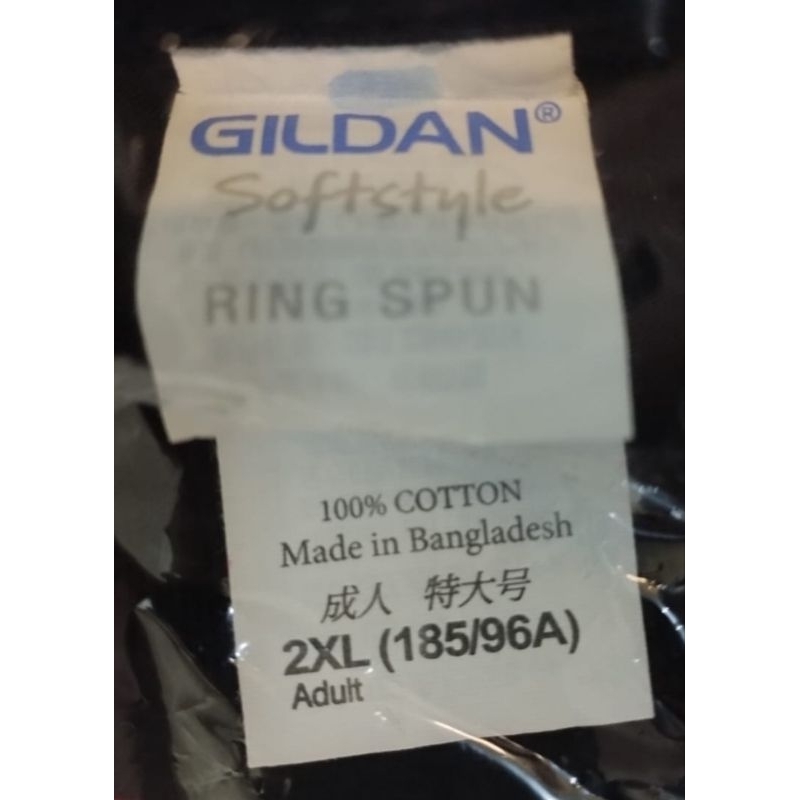 GILDAN®
Softstyle
RING SPUN
100% COTTON
Made in Bangladesh
成人 特大号
2XL (185/96A)
Adult